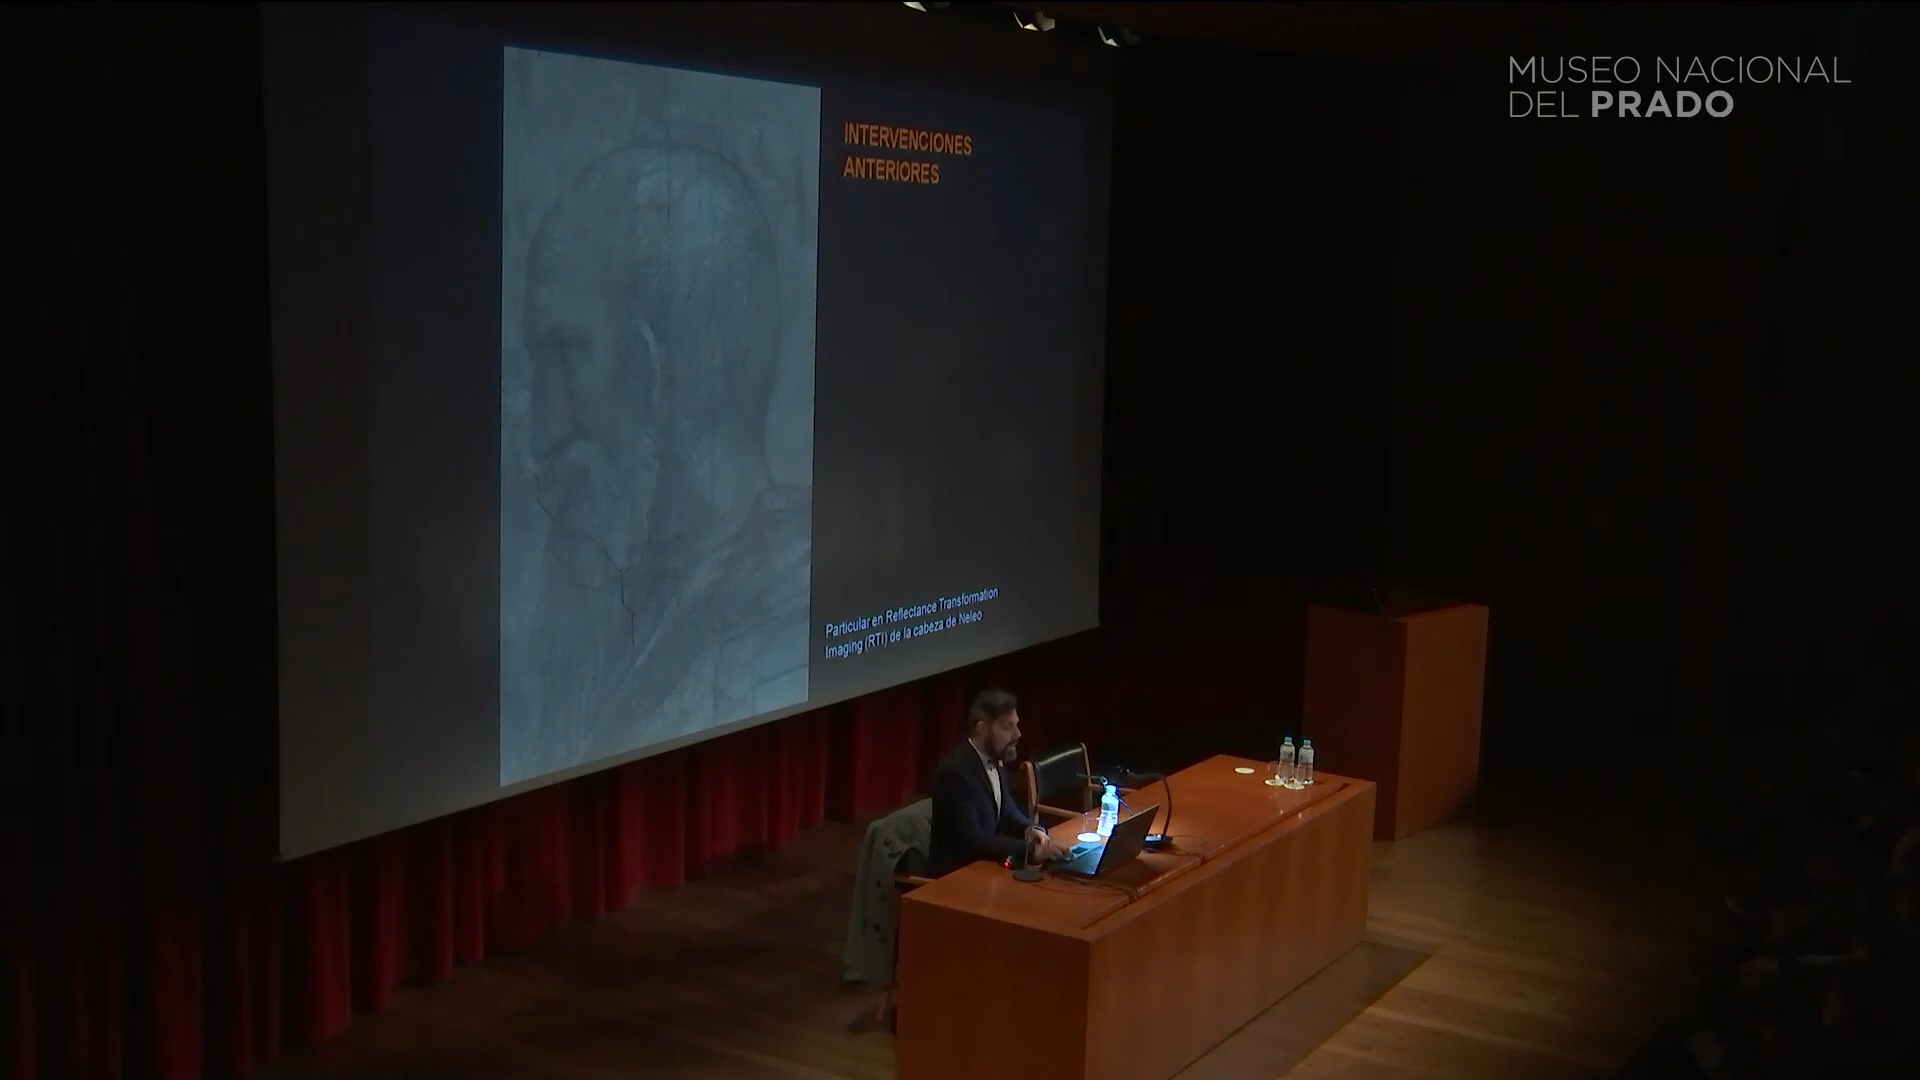 MUSEO NACIONAL
DEL PRADO
INTERVENCIONES
ANTERIORES
Particular en Reflectance Transformation
Imaging (RTI) de la cabeza de Neleo